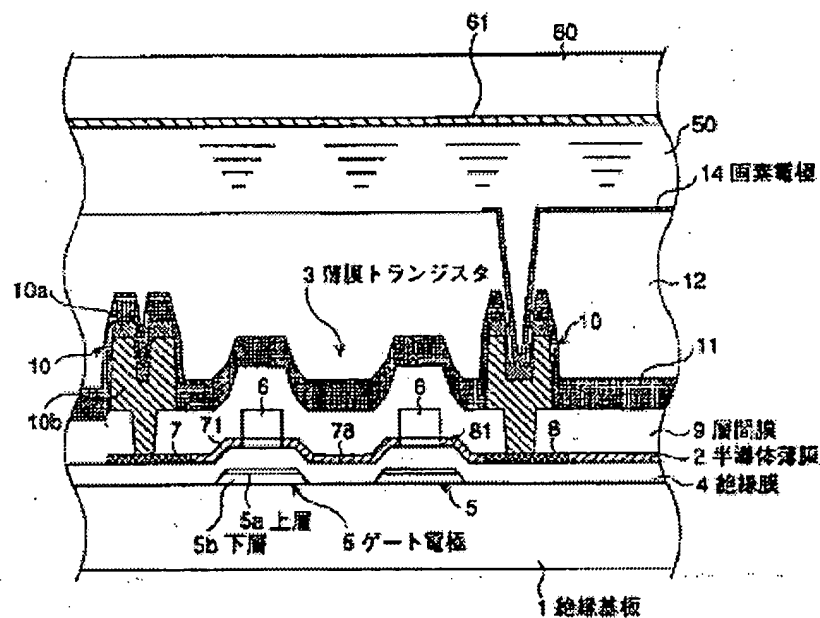 61
60
50
14 画素電極
3 薄膜トランジスタ
12
10a
10
10
11
10b
6
6
7
71
78
81
8
9 層間膜
2 半導体薄膜
4 絶縁膜
5a 上層
5
5b 下層
5 ゲート電極
1 絶縁基板